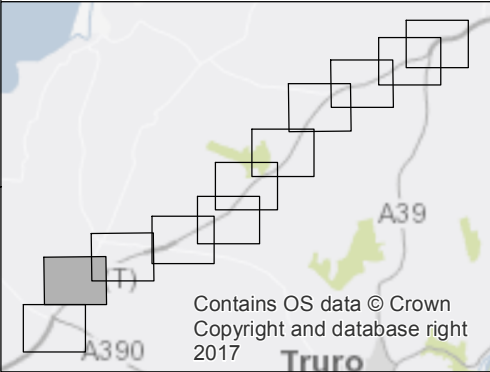 A39
(T)
Contains OS data © Crown
Copyright and database right
2017
A390
Truro